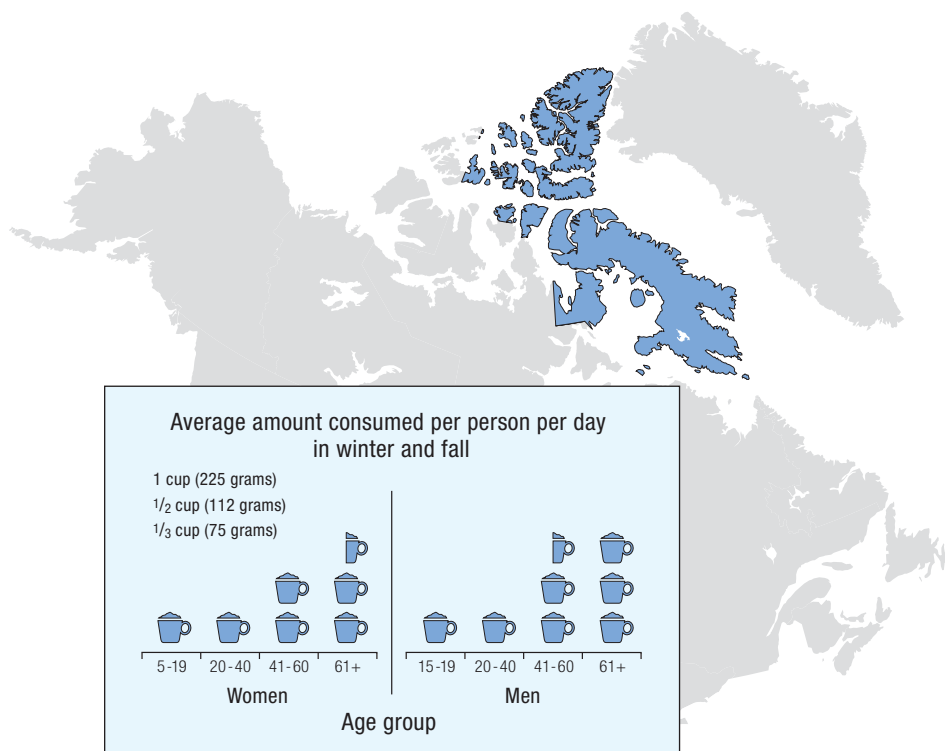 Average amount consumed per person per day
in winter and fall
1 cup (225 grams)
1/2 cup (112 grams)
1/3 cup (75 grams)
5-19 20-40 41-60 61+ 15-19 20-40 41-60 61+
Women Men
Age group